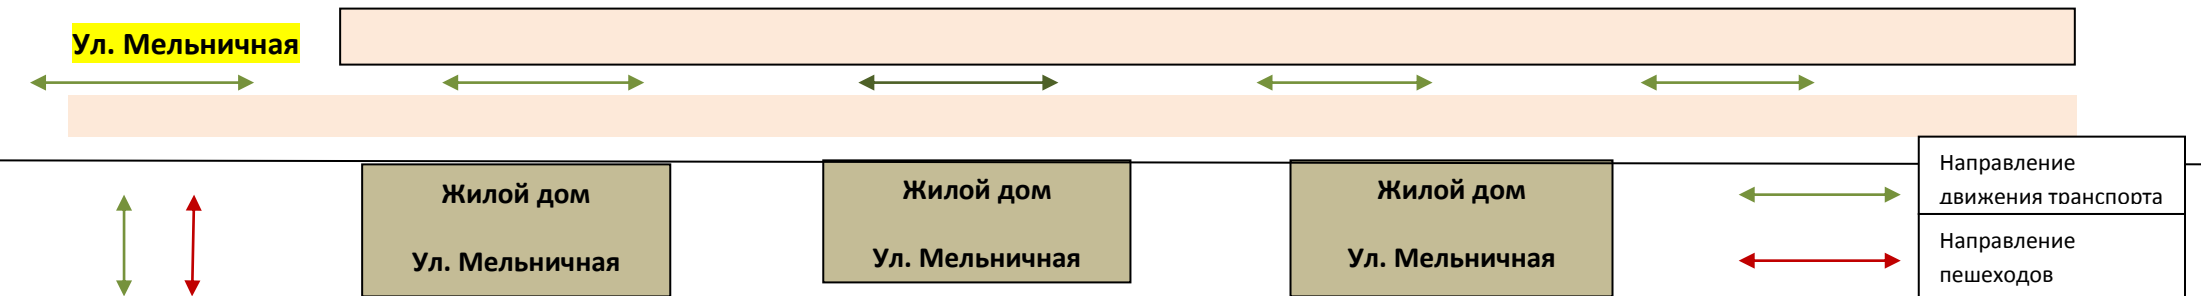 Ул. Мельничная
Жилой дом
Ул. Мельничная
Жилой дом
Ул. Мельничная
Жилой дом
Ул. Мельничная
Направление
движения транспорта
Направление
пешеходов